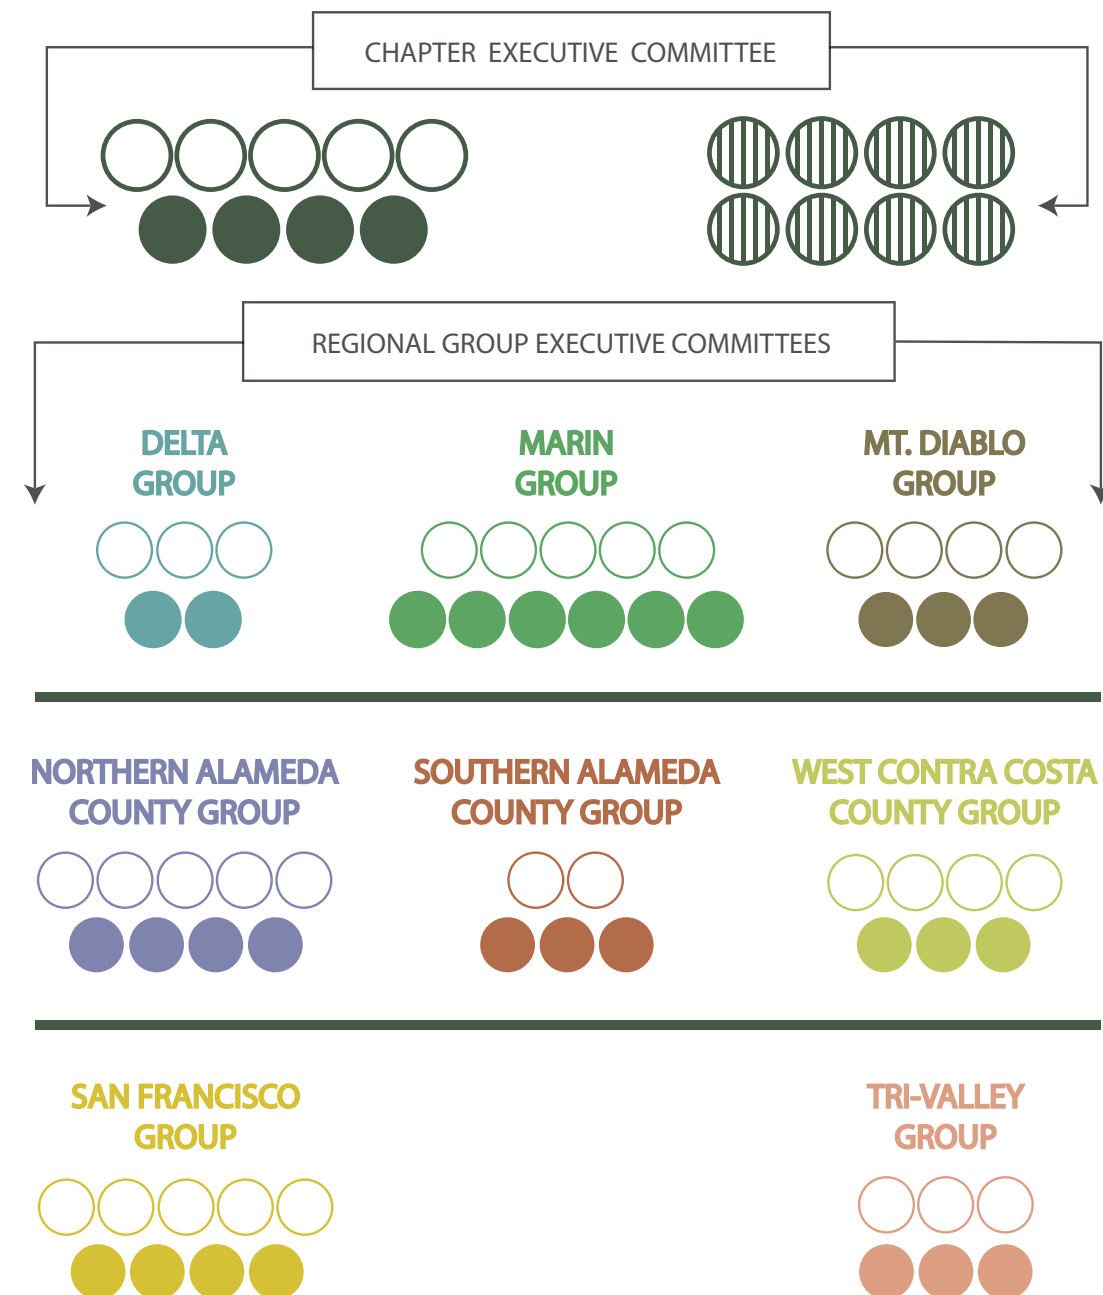 CHAPTER EXECUTIVE COMMITTEE
REGIONAL GROUP EXECUTIVE COMMITTEES
DELTA
GROUP
MARIN
GROUP
MT. DIABLO
GROUP
NORTHERN ALAMEDA
COUNTY GROUP
SOUTHERN ALAMEDA
COUNTY GROUP
WEST CONTRA COSTA
COUNTY GROUP
SAN FRANCISCO
GROUP
TRI-VALLEY
GROUP